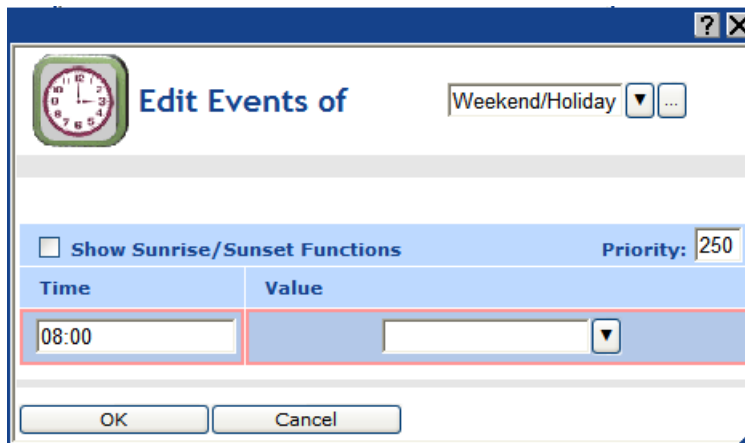 ?
Edit Events of Weekend/Holiday ...
Show Sunrise/Sunset Functions Priority: 250
Time Value
08:00
OK Cancel